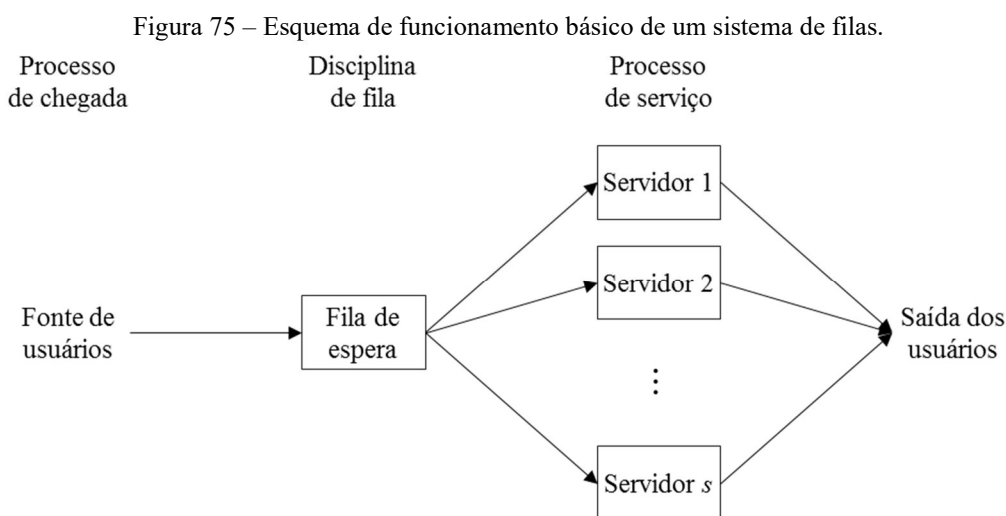 Figura 75 – Esquema de funcionamento básico de um sistema de filas.
Processo
de chegada
Disciplina
de fila
Processo
de serviço
Servidor 1
Servidor 2
Fonte de
usuários
Fila de
espera
Saída dos
usuários
⋮
Servidor s